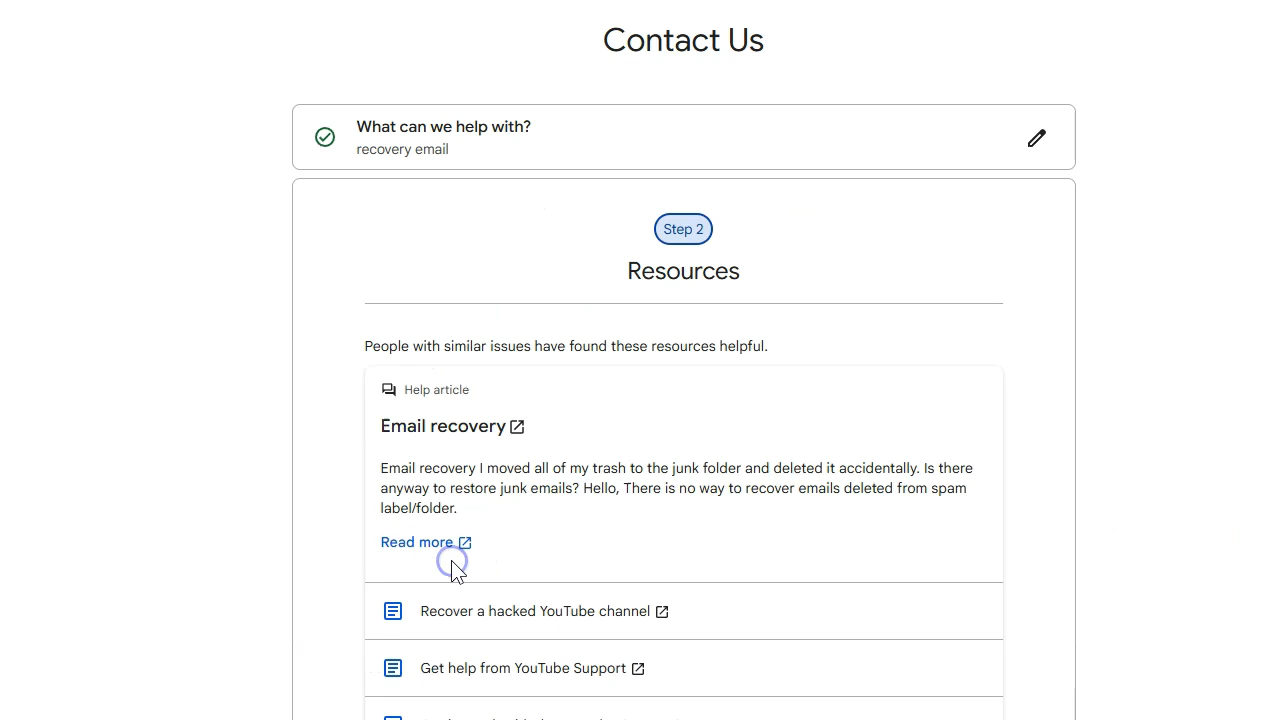 Contact Us
What can we help with?
recovery email
Step 2
Resources
People with similar issues have found these resources helpful.
Help article
Email recovery
Email recovery I moved all of my trash to the junk folder and deleted it accidentally. Is there
anyway to restore junk emails? Hello, There is no way to recover emails deleted from spam
label/folder.
Read more
Recover a hacked YouTube channel
Get help from YouTube Support